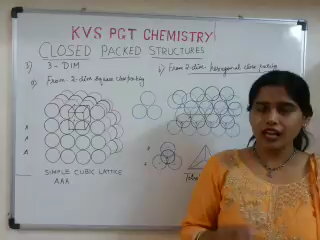 KVS PGT CHEMISTRY
CLOSED PACKED STRUCTURES
3) 3-DIM
a) From 2-dim square close packing
b) From 2-dim hexagonal close packing
A
A
A
SIMPLE CUBIC LATTICE
AAA